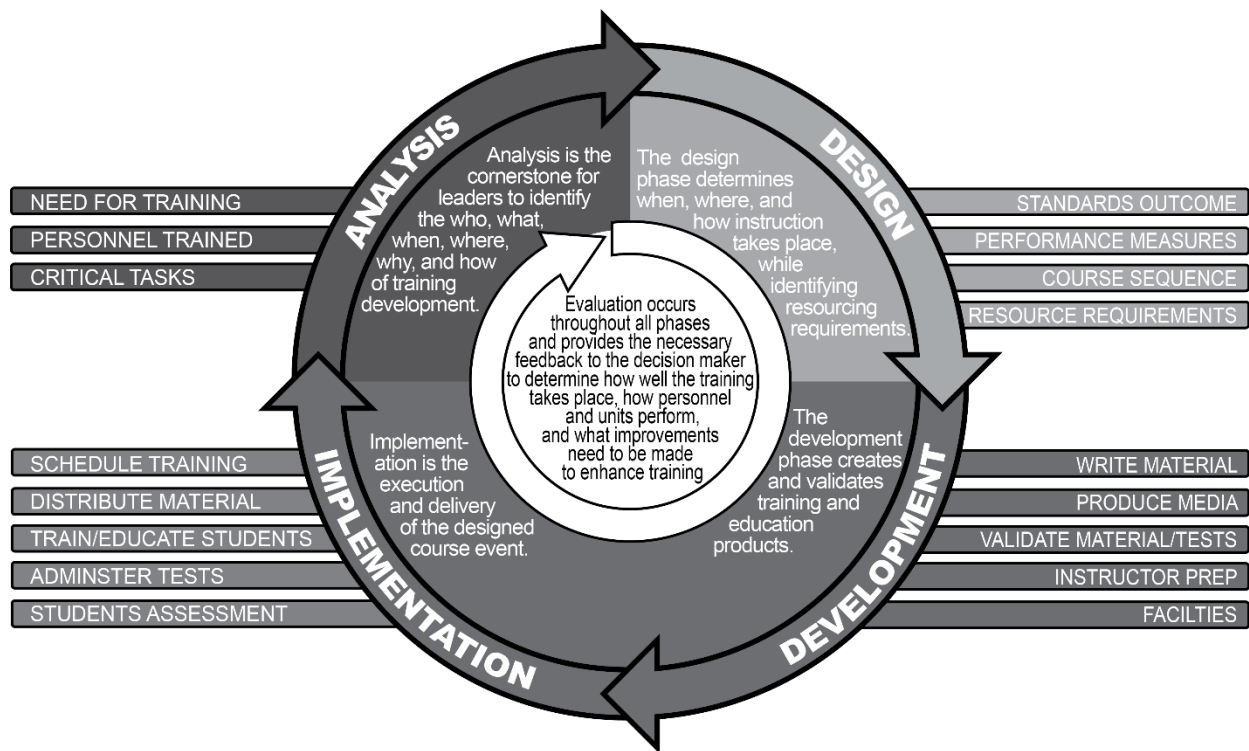 ANALYSIS
Analysis is the
cornerstone for
leaders to identify
the who, what,
when, where,
why, and how
of training
development.
NEED FOR TRAINING
PERSONNEL TRAINED
CRITICAL TASKS
DESIGN
The design
phase determines
when, where, and
how instruction
takes place,
while
identifying
resourcing
requirements.
STANDARDS OUTCOME
PERFORMANCE MEASURES
COURSE SEQUENCE
RESOURCE REQUIREMENTS
Evaluation occurs
throughout all phases
and provides the necessary
feedback to the decision maker
to determine how well the training
takes place, how personnel
and units perform,
and what improvements
need to be made
to enhance training
DEVELOPMENT
The
development
phase creates
and validates
training and
education
products.
WRITE MATERIAL
PRODUCE MEDIA
VALIDATE MATERIAL/TESTS
INSTRUCTOR PREP
FACILTIES
IMPLEMENTATION
Implement-
ation is the
execution
and delivery
of the designed
course event.
SCHEDULE TRAINING
DISTRIBUTE MATERIAL
TRAIN/EDUCATE STUDENTS
ADMINSTER TESTS
STUDENTS ASSESSMENT